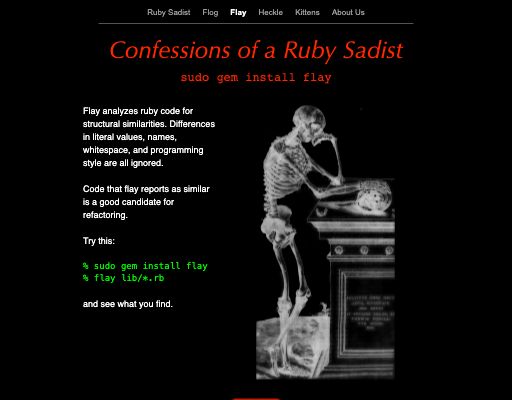 Ruby Sadist Flog Flay Heckle Kittens About Us
Confessions of a Ruby Sadist
sudo gem install flay
Flay analyzes ruby code for
structural similarities. Differences
in literal values, names,
whitespace, and programming
style are all ignored.
Code that flay reports as similar
is a good candidate for
refactoring.
Try this:
% sudo gem install flay
% flay lib/*.rb
and see what you find.